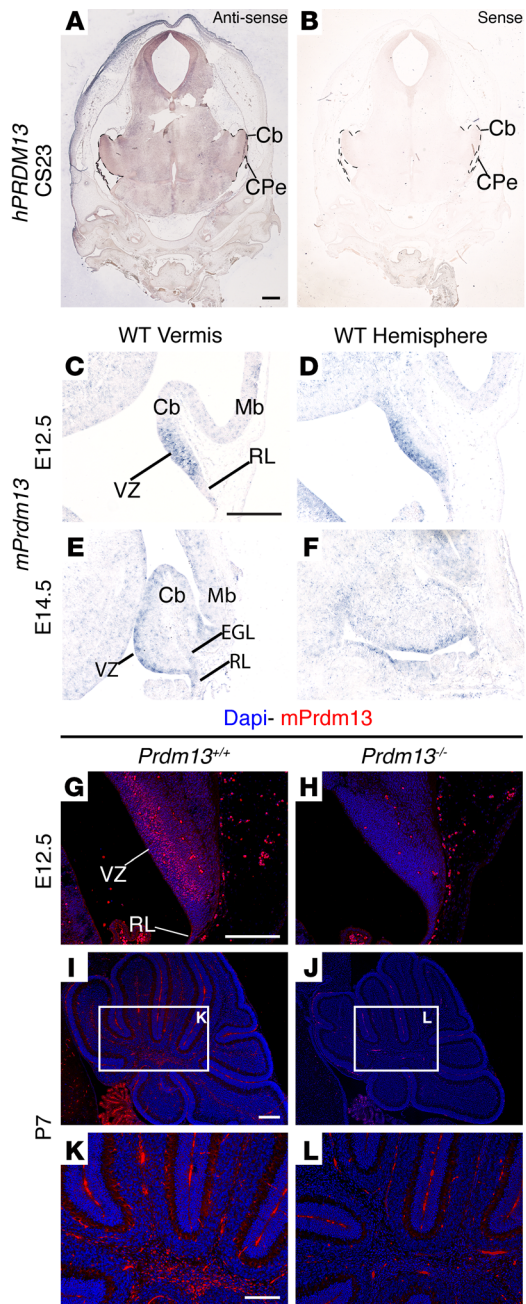 A
Anti-sense
B
Sense
hPRDM13
CS23
Cb
CPe
Cb
CPe
WT Vermis
WT Hemisphere
mPrdm13
E12.5
C
Cb
Mb
VZ
RL
D
E14.5
E
Cb
Mb
EGL
VZ
RL
F
Dapi- mPrdm13
Prdm13+/+
Prdm13-/-
E12.5
G
VZ
RL
H
P7
I
K
J
L
K
L